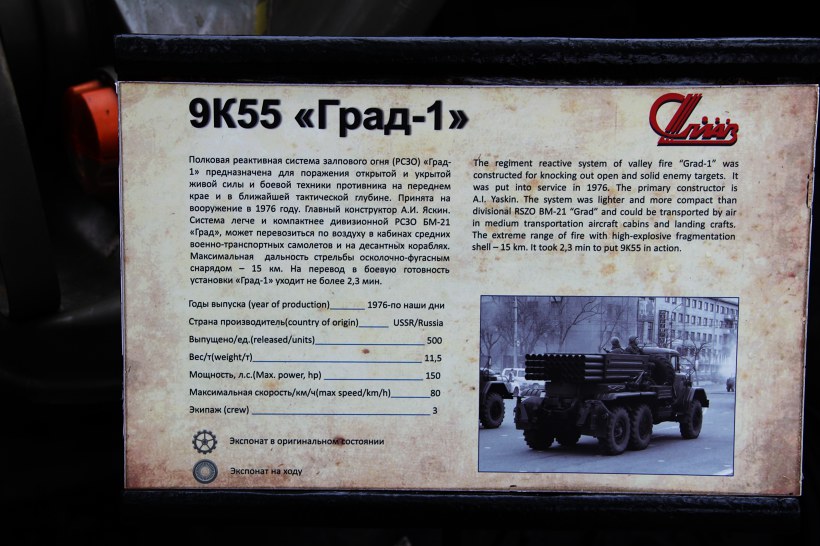 9К55 «Град-1»
Полковая реактивная система залпового огня (РСЗО) «Град-
1» предназначена для поражения открытой и укрытой
живой силы и боевой техники противника на переднем
крае и в ближайшей тактической глубине. Принята на
вооружение в 1976 году. Главный конструктор А.И. Яскин.
Система легче и компактнее дивизионной РСЗО БМ-21
«Град», может перевозиться по воздуху в кабинах средних
военно-транспортных самолетов и на десантных кораблях.
Максимальная дальность стрельбы осколочно-фугасным
снарядом – 15 км. На перевод в боевую готовность
установки «Град-1» уходит не более 2,3 мин.
The regiment reactive system of valley fire “Grad-1” was
constructed for knocking out open and solid enemy targets. It
was put into service in 1976. The primary constructor is
A.I. Yaskin. The system was lighter and more compact than
divisional RSZO BM-21 “Grad” and could be transported by air
in medium transportation aircraft cabins and landing crafts.
The extreme range of fire with high-explosive fragmentation
shell – 15 km. It took 2,3 min to put 9K55 in action.
Годы выпуска (year of production)_______ 1976-по наши дни
Страна производитель(country of origin)______ USSR/Russia
Выпущено/ед.(released/units)______________________ 500
Вес/т(weight/т)__________________________________ 11,5
Мощность, л.с.(Max. power, hp) ____________________ 150
Максимальная скорость/км/ч(max speed/km/h)________80
Экипаж (crew) ____________________________________ 3
Экспонат в оригинальном состоянии
Экспонат на ходу